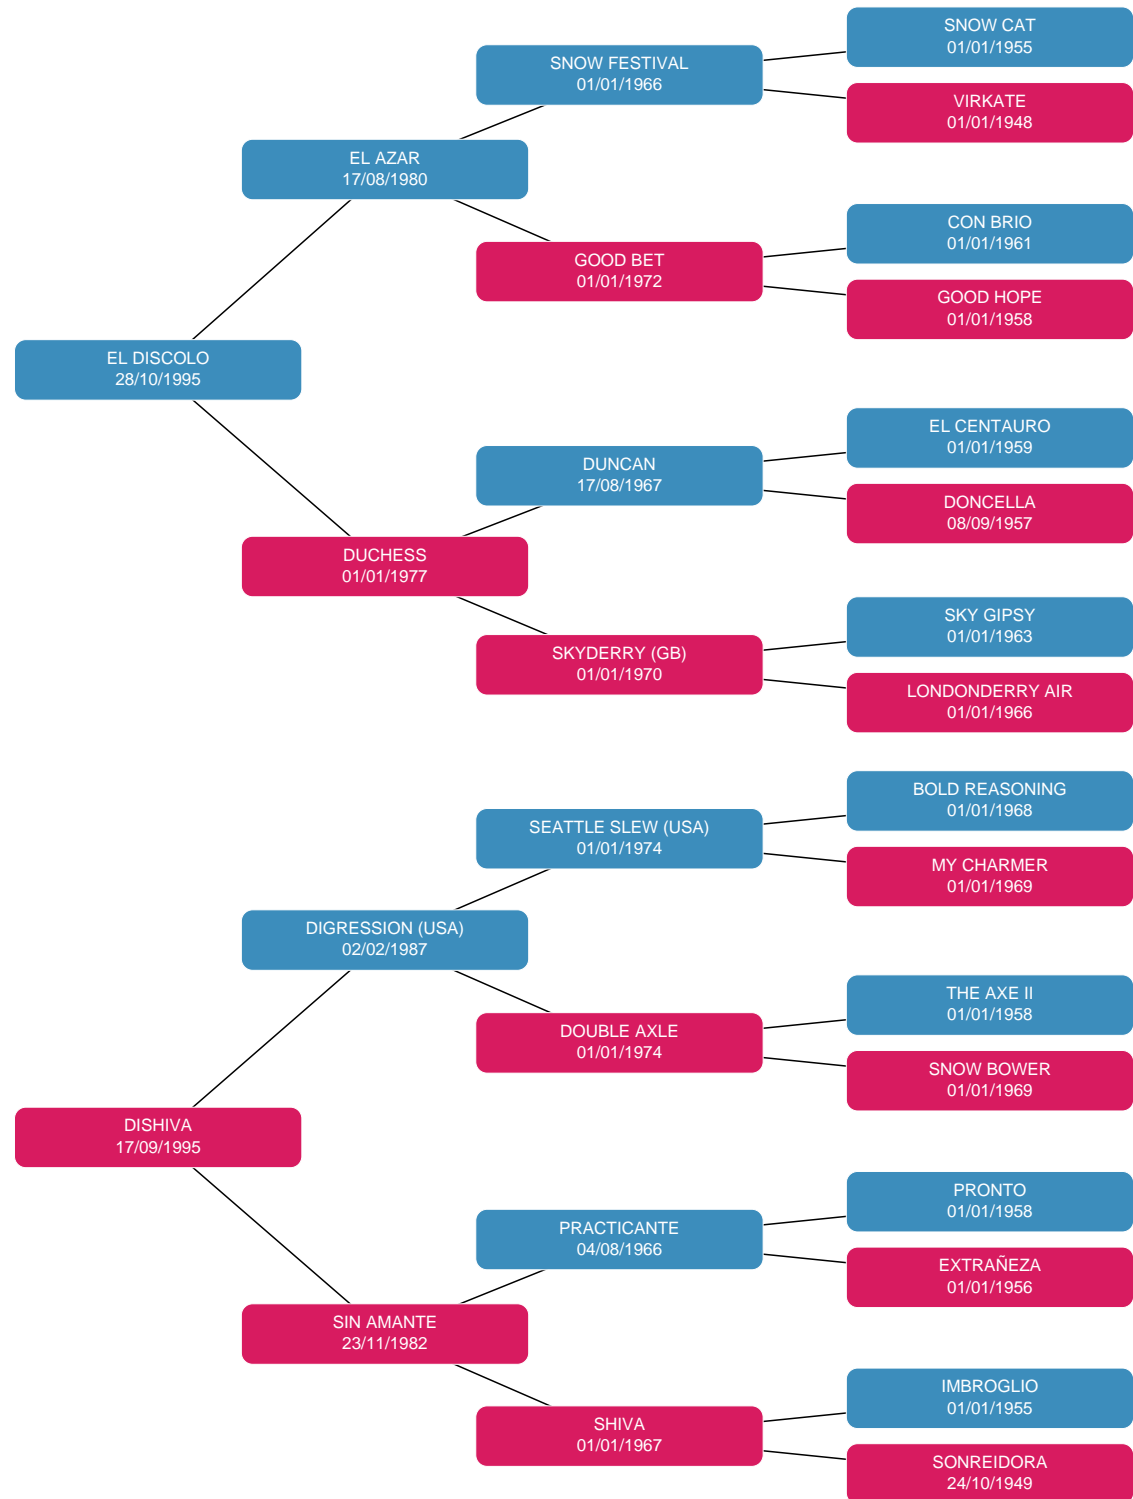 SNOW CAT
01/01/1955
SNOW FESTIVAL
01/01/1966
VIRKATE
01/01/1948
EL AZAR
17/08/1980
CON BRIO
01/01/1961
GOOD BET
01/01/1972
GOOD HOPE
01/01/1958
EL DISCOLO
28/10/1995
EL CENTAURO
01/01/1959
DUNCAN
17/08/1967
DONCELLA
08/09/1957
DUCHESS
01/01/1977
SKY GIPSY
01/01/1963
SKYDERRY (GB)
01/01/1970
LONDONDERRY AIR
01/01/1966
BOLD REASONING
01/01/1968
SEATTLE SLEW (USA)
01/01/1974
MY CHARMER
01/01/1969
DIGRESSION (USA)
02/02/1987
THE AXE II
01/01/1958
DOUBLE AXLE
01/01/1974
SNOW BOWER
01/01/1969
DISHIVA
17/09/1995
PRONTO
01/01/1958
PRACTICANTE
04/08/1966
EXTRAÑEZA
01/01/1956
SIN AMANTE
23/11/1982
IMBROGLIO
01/01/1955
SHIVA
01/01/1967
SONREIDORA
24/10/1949